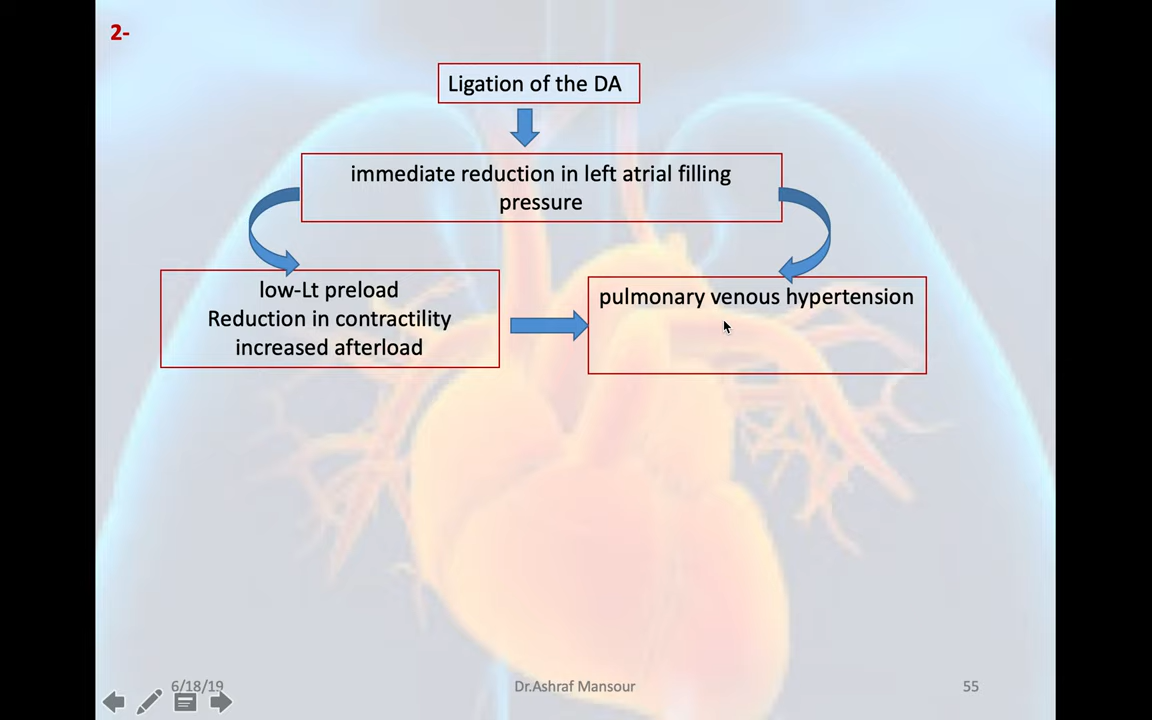 2-
Ligation of the DA
immediate reduction in left atrial filling
pressure
low-Lt preload
Reduction in contractility
increased afterload
pulmonary venous hypertension
6/18/19
Dr.Ashraf Mansour
55